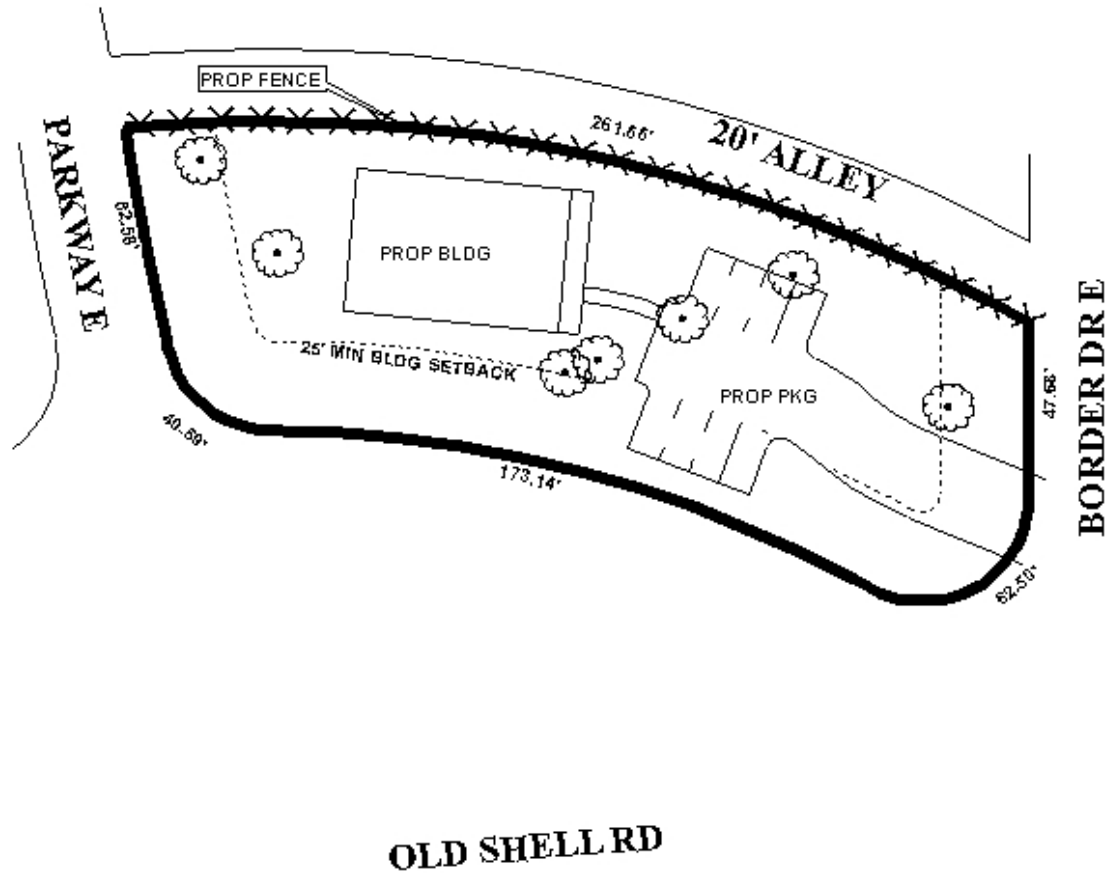 PROP FENCE
261.66'
20' ALLEY
PARKWAY E
62.56'
PROP BLDG
25' MIN BLDG SETBACK
PROP PKG
47.68'
BORDER DR E
40.69'
173.14'
62.50'
OLD SHELL RD